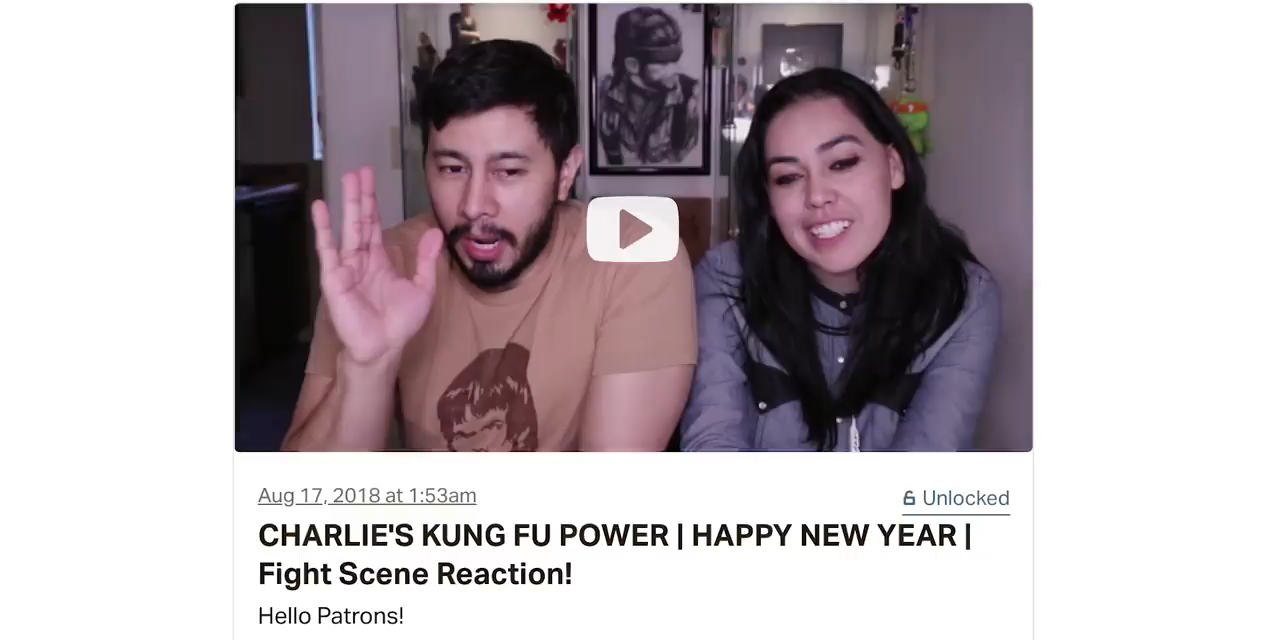 Aug 17, 2018 at 1:53am
Unlocked
CHARLIE'S KUNG FU POWER | HAPPY NEW YEAR |
Fight Scene Reaction!
Hello Patrons!